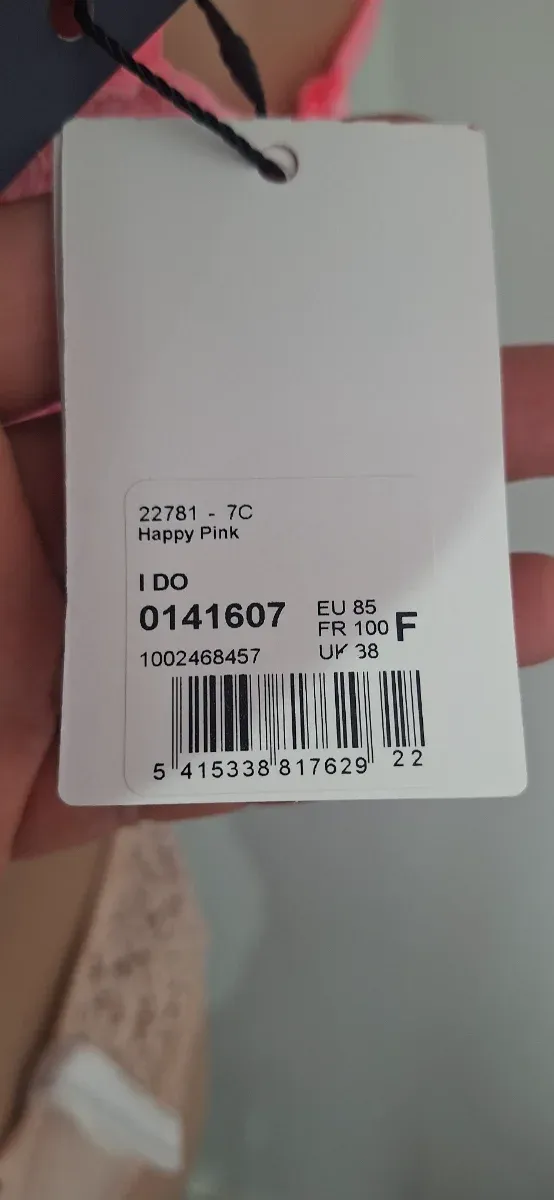 22781 - 7C
Happy Pink
I DO
0141607
EU 85
FR 100 F
UK 38
1002468457
5 415338 817629 22